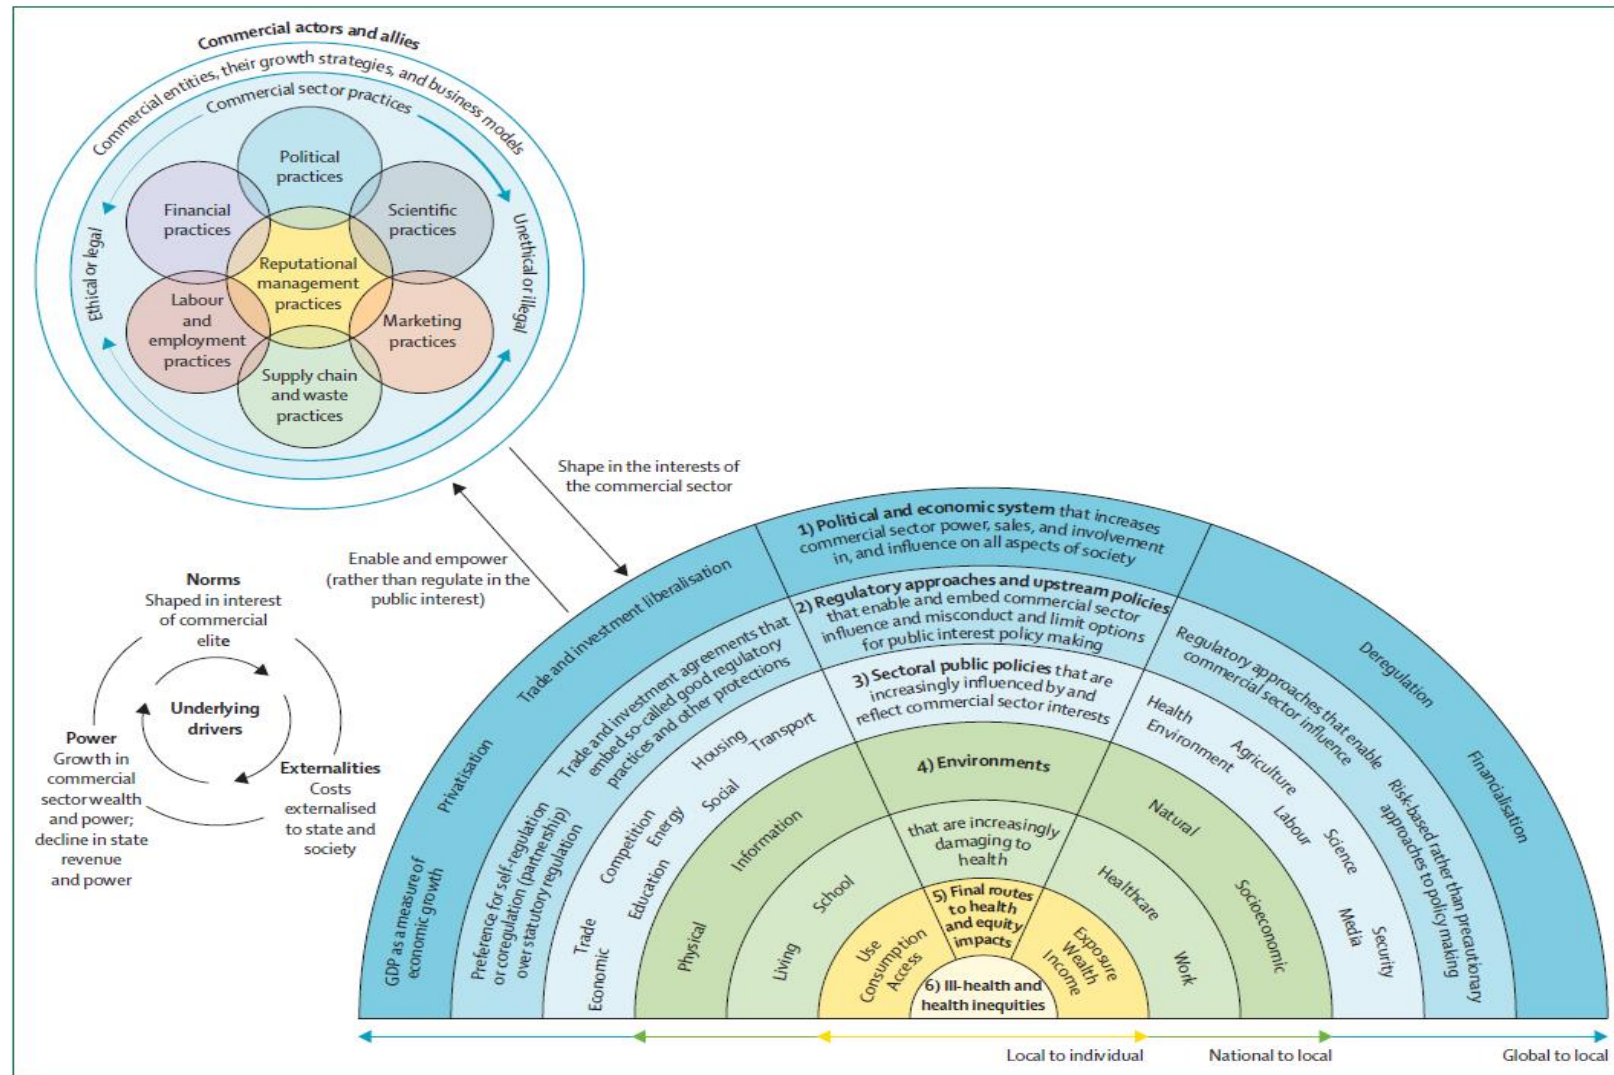 Commercial actors and allies
Commercial entities, their growth strategies, and business models
Commercial sector practices
Ethical or legal
Unethical or illegal
Political
practices
Financial
practices
Scientific
practices
Reputational
management
practices
Labour
and
employment
practices
Marketing
practices
Supply chain
and waste
practices
Shape in the interests of
the commercial sector
Enable and empower
(rather than regulate in the
public interest)
Norms
Shaped in interest
of commercial
elite
Underlying
drivers
Power
Growth in
commercial
sector wealth
and power;
decline in state
revenue
and power
Externalities
Costs
externalised
to state and
society
1) Political and economic system that increases
commercial sector power, sales, and involvement
in, and influence on all aspects of society
GDP as a measure of
economic growth
Privatisation
Trade and investment liberalisation
Deregulation
Financialisation
2) Regulatory approaches and upstream policies
that enable and embed commercial sector
influence and misconduct and limit options
for public interest policy making
Preference for self-regulation
or coregulation (partnership)
over statutory regulation
Trade and investment agreements that
embed so-called good regulatory
practices and other protections
Regulatory approaches that enable
commercial sector influence
Risk-based rather than precautionary
approaches to policy making
3) Sectoral public policies that are
increasingly influenced by and
reflect commercial sector interests
Economic
Trade
Education
Competition
Energy
Social
Housing
Transport
Health
Environment
Agriculture
Labour
Science
Media
Security
4) Environments
Physical
Information
Natural
Socioeconomic
that are increasingly
damaging to
health
Living
School
Healthcare
Work
5) Final routes
to health
and equity
impacts
Use
Consumption
Access
Exposure
Wealth
Income
6) Ill-health and
health inequities
Local to individual
National to local
Global to local